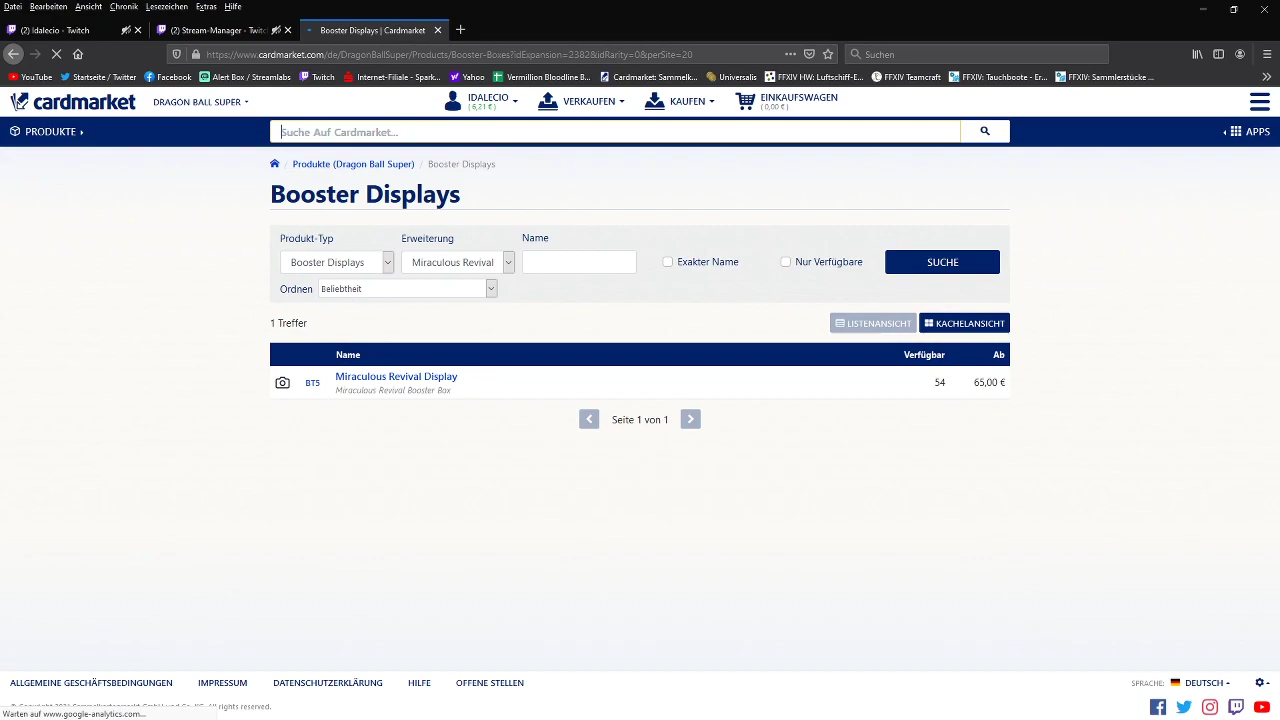 Datei Bearbeiten Ansicht Chronik Lesezeichen Extras Hilfe
(2) Idalecio - Twitch (2) Stream-Manager - Twitc Booster Displays | Cardmarket
https://www.cardmarket.com/de/DragonBallSuper/Products/Booster-Boxes?idExpansion=2382&idRarity=0&perSite=20 Suchen
YouTube Startseite / Twitter Facebook Alert Box / Streamlabs Twitch Internet-Filiale - Spark... Yahoo Vermillion Bloodline B... Cardmarket: Sammelk... Universalis FFXIV HW: Luftschiff-E... FFXIV Teamcraft FFXIV: Tauchboote - Er... FFXIV: Sammlerstücke ...
cardmarket DRAGON BALL SUPER IDALECIO VERKAUFEN KAUFEN EINKAUFSWAGEN
( 6,21 € ) ( 0,00 € )
PRODUKTE Suche Auf Cardmarket... APPS
/ Produkte (Dragon Ball Super) / Booster Displays
Booster Displays
Produkt-Typ Erweiterung Name
Booster Displays Miraculous Revival Exakter Name Nur Verfügbare SUCHE
Ordnen Beliebtheit
1 Treffer LISTENANSICHT KACHELANSICHT
Name Verfügbar Ab
BT5 Miraculous Revival Display 54 65,00 €
Miraculous Revival Booster Box
Seite 1 von 1
ALLGEMEINE GESCHÄFTSBEDINGUNGEN IMPRESSUM DATENSCHUTZERKLÄRUNG HILFE OFFENE STELLEN SPRACHE: DEUTSCH
All rights reserved.
Warten auf www.google-analytics.com...